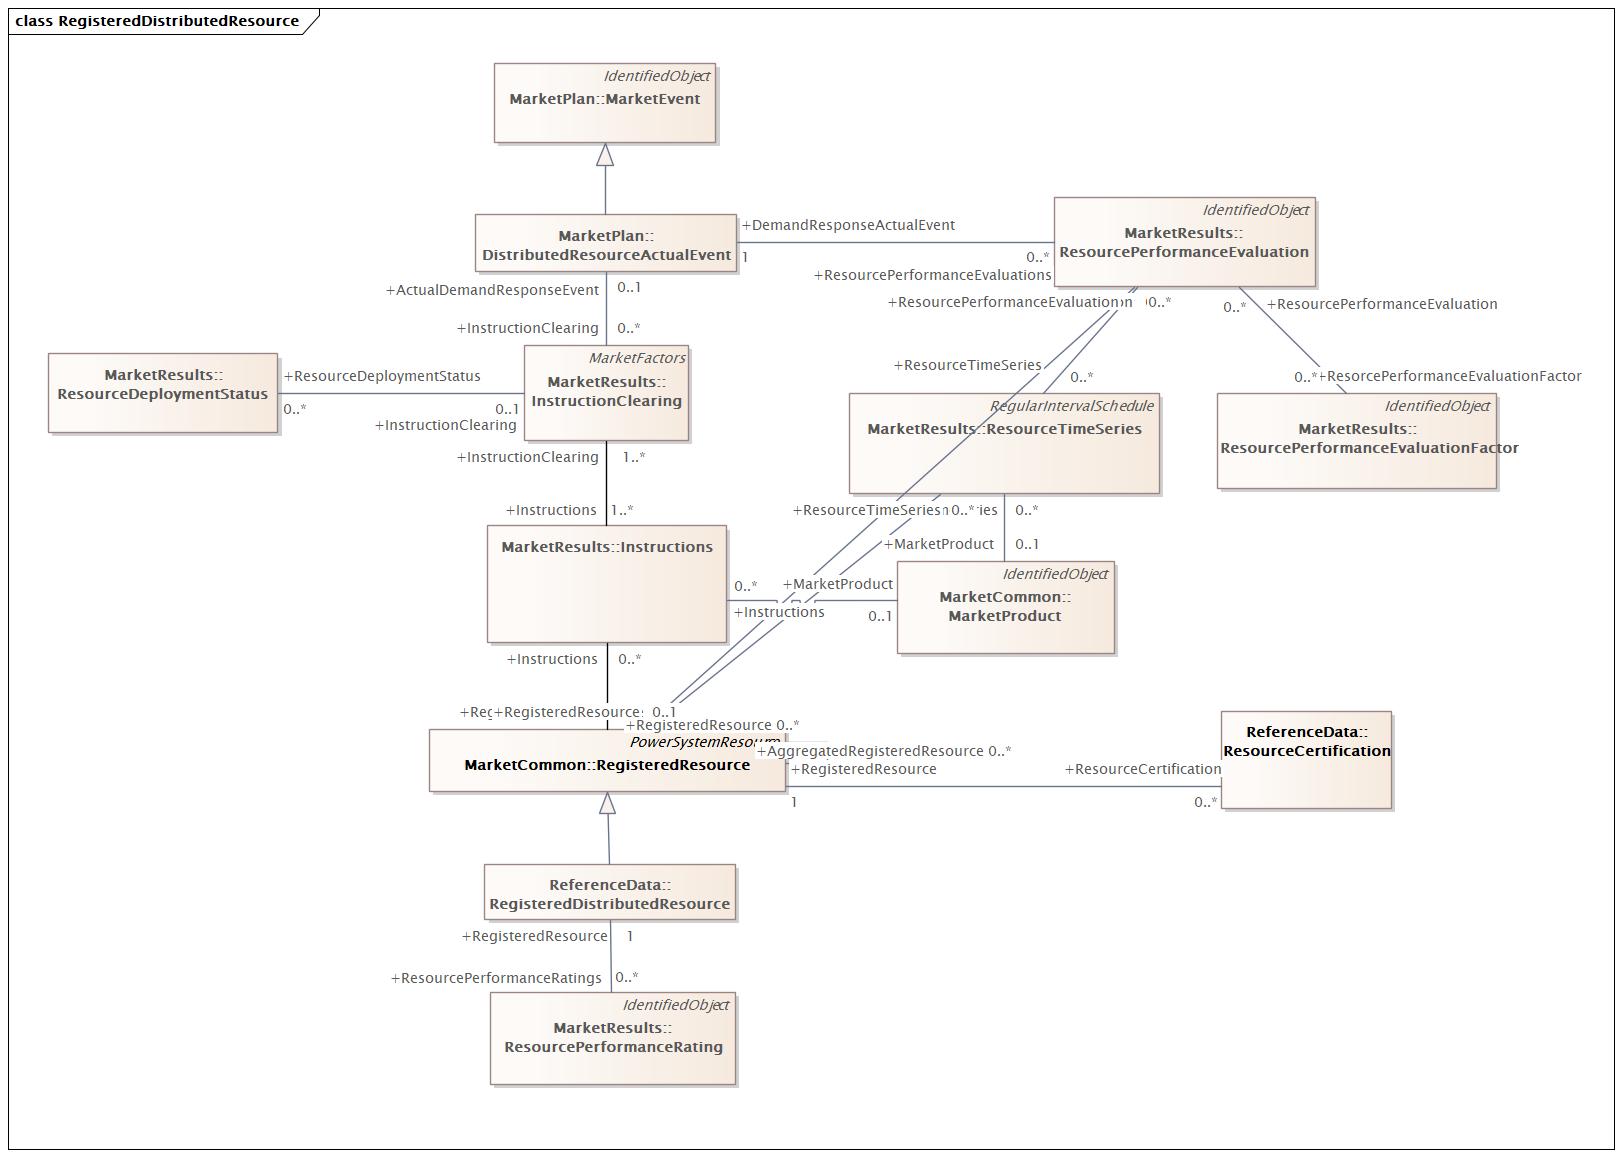 class RegisteredDistributedResource
IdentifiedObject
MarketPlan::MarketEvent
MarketPlan::
DistributedResourceActualEvent
+DemandResponseActualEvent
1
0..*
+ResourcePerformanceEvaluations
IdentifiedObject
MarketResults::
ResourcePerformanceEvaluation
+ActualDemandResponseEvent
0..1
+InstructionClearing
0..*
+ResourcePerformanceEvaluation
0..*
0..*
+ResourcePerformanceEvaluation
MarketResults::
ResourceDeploymentStatus
+ResourceDeploymentStatus
0..*
0..1
+InstructionClearing
MarketFactors
MarketResults::
InstructionClearing
+ResourceTimeSeries
0..*
0..*
+ResorcePerformanceEvaluationFactor
RegularIntervalSchedule
MarketResults::ResourceTimeSeries
IdentifiedObject
MarketResults::
ResourcePerformanceEvaluationFactor
+InstructionClearing
1..*
+Instructions
1..*
+ResourceTimeSeries
0..*
0..*
+MarketProduct
0..1
MarketResults::Instructions
0..*
+Instructions
+MarketProduct
0..1
IdentifiedObject
MarketCommon::
MarketProduct
+Instructions
0..*
+RegisteredResource
0..1
+RegisteredResource 0..*
PowerSystemResource
MarketCommon::RegisteredResource
+AggregatedRegisteredResource 0..*
+RegisteredResource
1
+ResourceCertification
0..*
ReferenceData::
ResourceCertification
ReferenceData::
RegisteredDistributedResource
+RegisteredResource
1
+ResourcePerformanceRatings
0..*
IdentifiedObject
MarketResults::
ResourcePerformanceRating